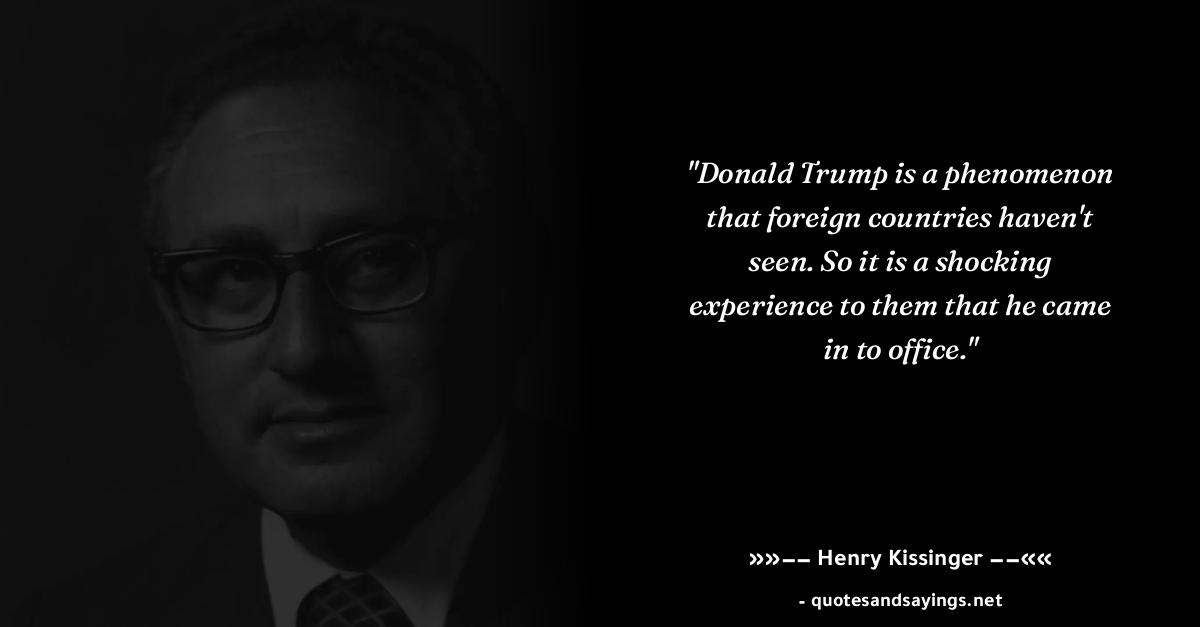 "Donald Trump is a phenomenon
that foreign countries haven't
seen. So it is a shocking
experience to them that he came
in to office."
»»−− Henry Kissinger −−««
- quotesandsayings.net